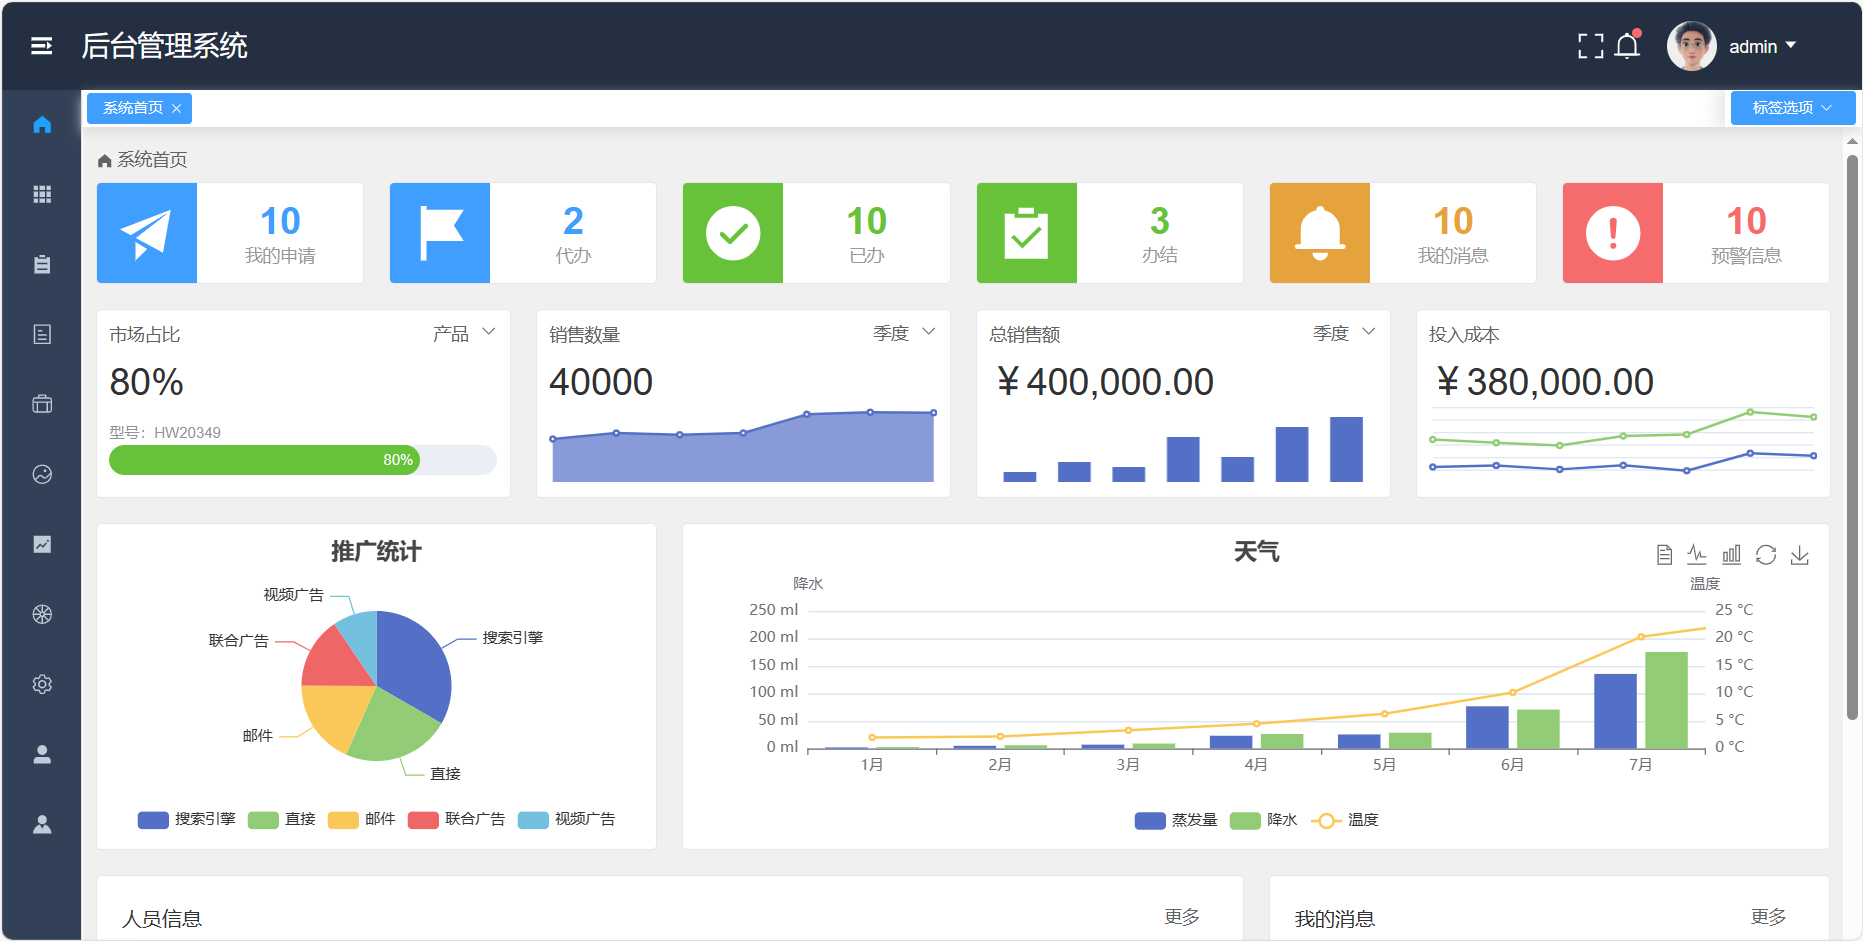 后台管理系统
admin
系统首页
标签选项
系统首页
10
我的申请
2
代办
10
已办
3
办结
10
我的消息
10
预警信息
市场占比 产品
80%
型号：HW20349
80%
销售数量 季度
40000
总销售额 季度
￥400,000.00
投入成本
￥380,000.00
推广统计
视频广告
联合广告
搜索引擎
邮件
直接
搜索引擎 直接 邮件 联合广告 视频广告
天气
降水 温度
250 ml 25 °C
200 ml 20 °C
150 ml 15 °C
100 ml 10 °C
50 ml 5 °C
0 ml 0 °C
1月 2月 3月 4月 5月 6月 7月
蒸发量 降水 温度
人员信息 更多
我的消息 更多